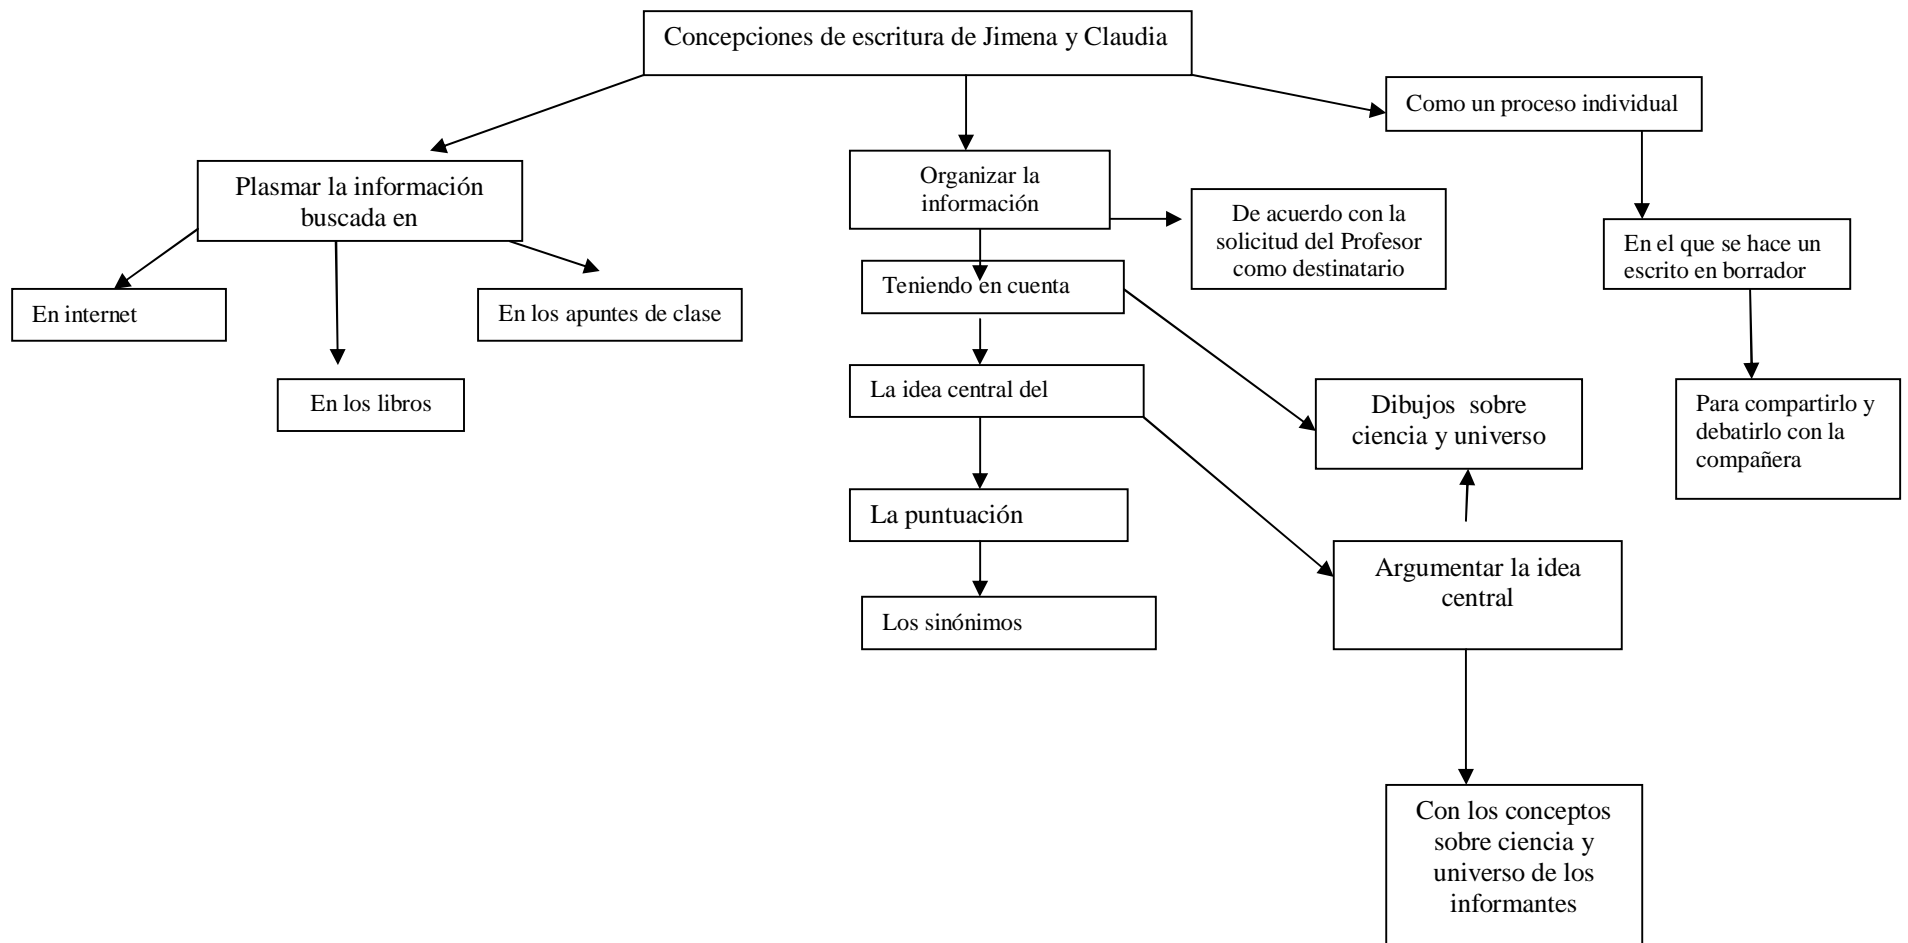 Concepciones de escritura de Jimena y Claudia
Como un proceso individual
Plasmar la información
buscada en
Organizar la
información
De acuerdo con la
solicitud del Profesor
como destinatario
En el que se hace un
escrito en borrador
Teniendo en cuenta
En internet
En los apuntes de clase
En los libros
La idea central del
Dibujos  sobre
ciencia y universo
Para compartirlo y
debatirlo con la
compañera
La puntuación
Argumentar la idea
central
Los sinónimos
Con los conceptos
sobre ciencia y
universo de los
informantes